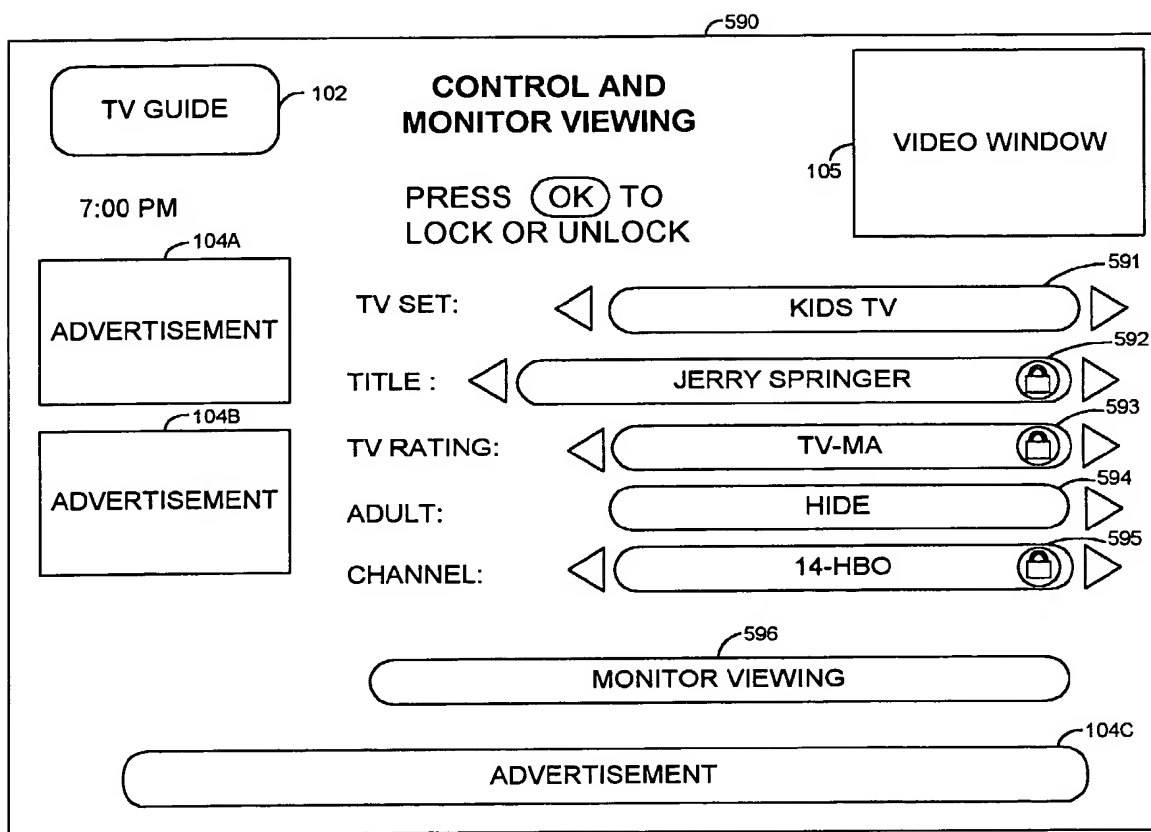 590
TV GUIDE
102
CONTROL AND
MONITOR VIEWING
VIDEO WINDOW
105
7:00 PM
PRESS OK TO
LOCK OR UNLOCK
104A
ADVERTISEMENT
591
TV SET:
KIDS TV
592
TITLE :
JERRY SPRINGER
104B
ADVERTISEMENT
593
TV RATING:
TV-MA
594
ADULT:
HIDE
595
CHANNEL:
14-HBO
596
MONITOR VIEWING
104C
ADVERTISEMENT